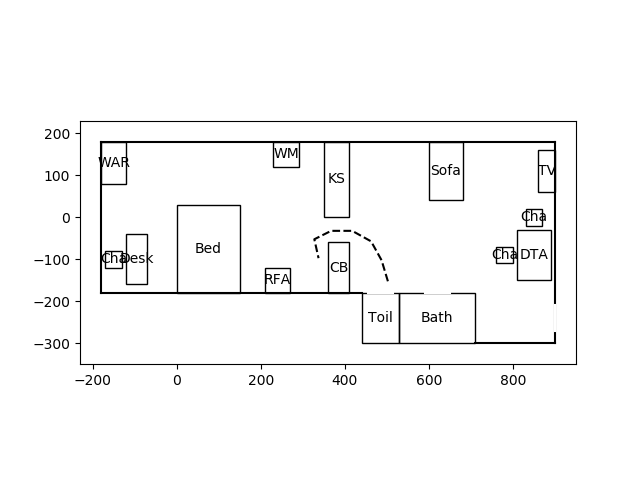 200
100
0
−100
−200
−300
WAR
WM
KS
Sofa
TV
Cha
Cha
Desk
Bed
RFA
CB
Cha
DTA
Toil
Bath
−200
0
200
400
600
800